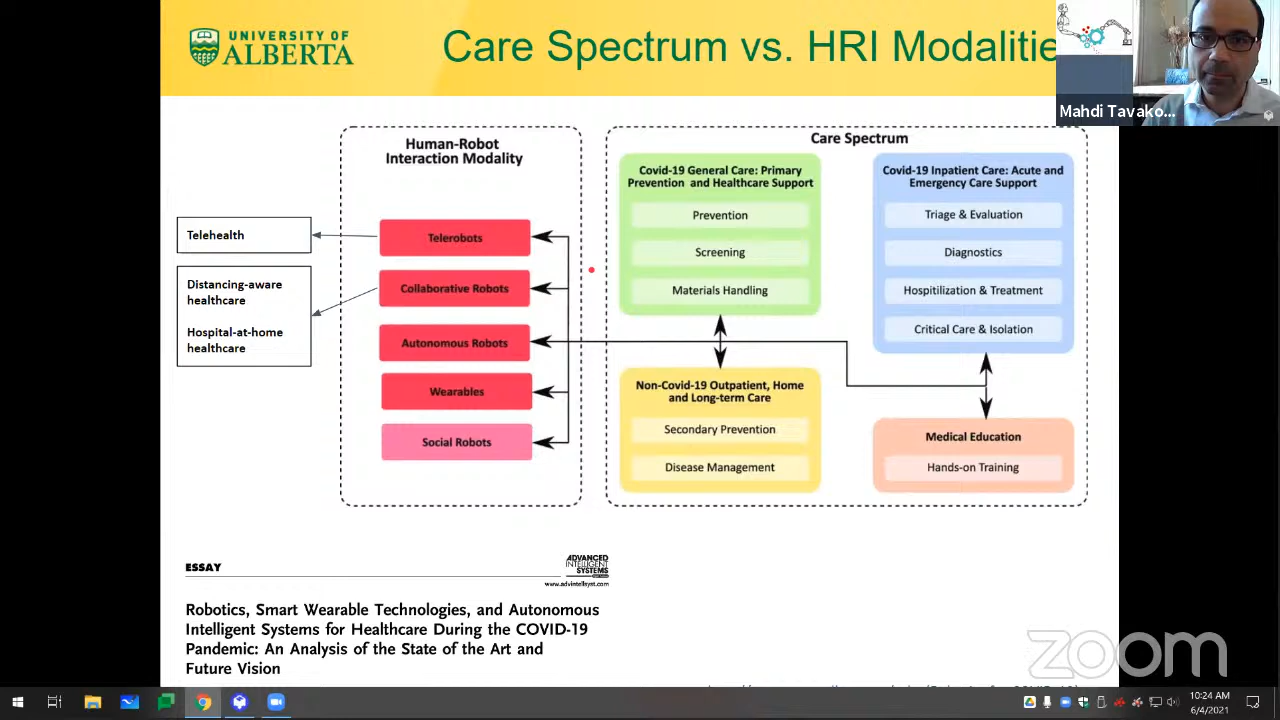 UNIVERSITY OF
ALBERTA
Care Spectrum vs. HRI Modalitie
Mahdi Tavako...
Human-Robot
Interaction Modality
Telerobots
Collaborative Robots
Autonomous Robots
Wearables
Social Robots
Telehealth
Distancing-aware
healthcare
Hospital-at-home
healthcare
Care Spectrum
Covid-19 General Care: Primary
Prevention and Healthcare Support
Prevention
Screening
Materials Handling
Covid-19 Inpatient Care: Acute and
Emergency Care Support
Triage & Evaluation
Diagnostics
Hospitilization & Treatment
Critical Care & Isolation
Non-Covid-19 Outpatient, Home
and Long-term Care
Secondary Prevention
Disease Management
Medical Education
Hands-on Training
ESSAY
ADVANCED
INTELLIGENT
SYSTEMS
www.advintellsyst.com
Robotics, Smart Wearable Technologies, and Autonomous
Intelligent Systems for Healthcare During the COVID-19
Pandemic: An Analysis of the State of the Art and
Future Vision
zoom
10:24 AM
6/4/2021